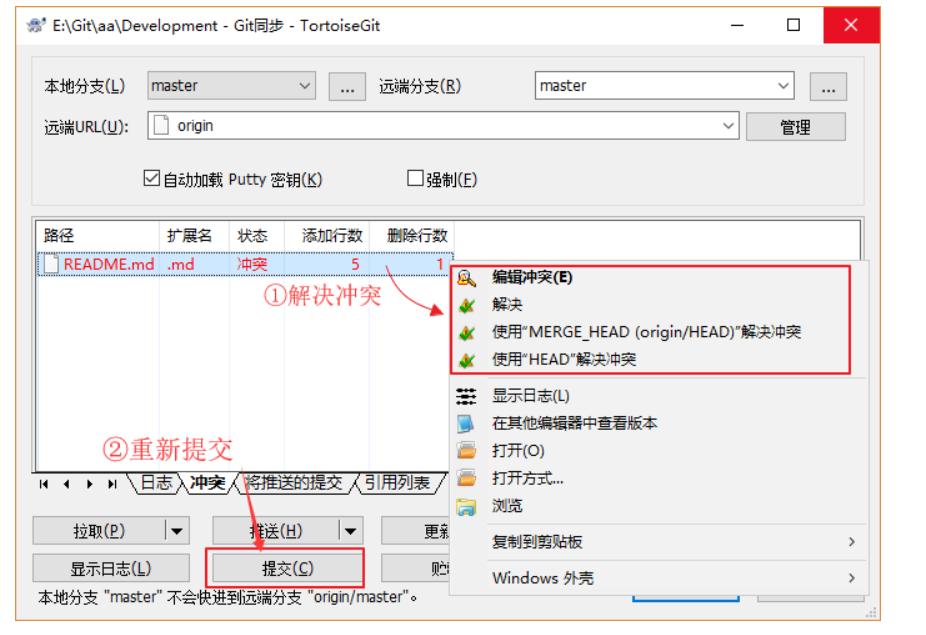 E:\Git\aa\Development - Git同步 - TortoiseGit
本地分支(L) master ... 远端分支(R) master ...
远端URL(U): origin 管理
自动加载 Putty 密钥(K) 强制(F)
路径 扩展名 状态 添加行数 删除行数
README.md .md 冲突 5 1
①解决冲突
编辑冲突(E)
解决
使用“MERGE_HEAD (origin/HEAD)”解决冲突
使用“HEAD”解决冲突
显示日志(L)
在其他编辑器中查看版本
打开(O)
打开方式...
浏览
复制到剪贴板
Windows 外壳
②重新提交
日志 冲突 将推送的提交 引用列表
拉取(P) 推送(H) 更新
显示日志(L) 提交(C)
本地分支 "master" 不会快进到远端分支 "origin/master"。